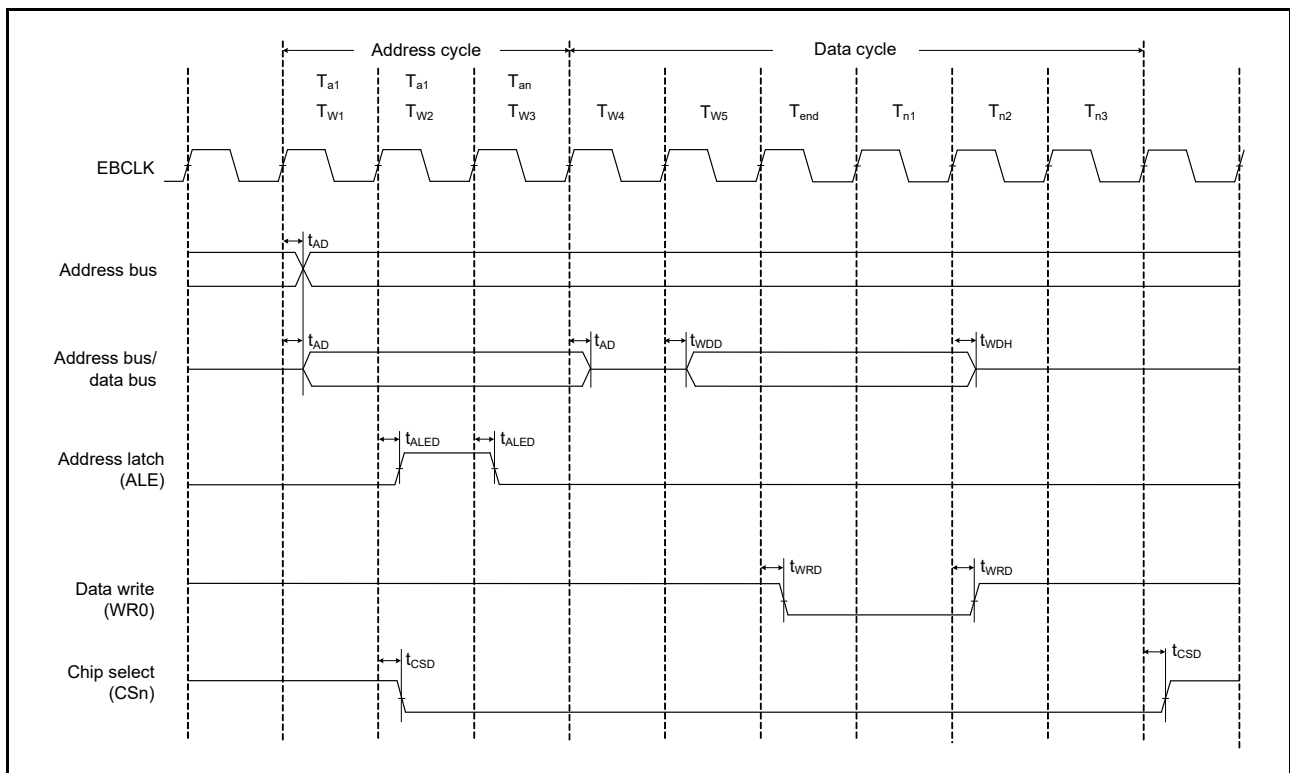 Address cycle Data cycle
Ta1 Ta1 Tan
TW1 TW2 TW3 TW4 TW5 Tend Tn1 Tn2 Tn3
EBCLK
tAD
Address bus
tAD tAD tWDD tWDH
Address bus/
data bus
tALED tALED
Address latch
(ALE)
tWRD tWRD
Data write
(WR0)
tCSD tCSD
Chip select
(CSn)